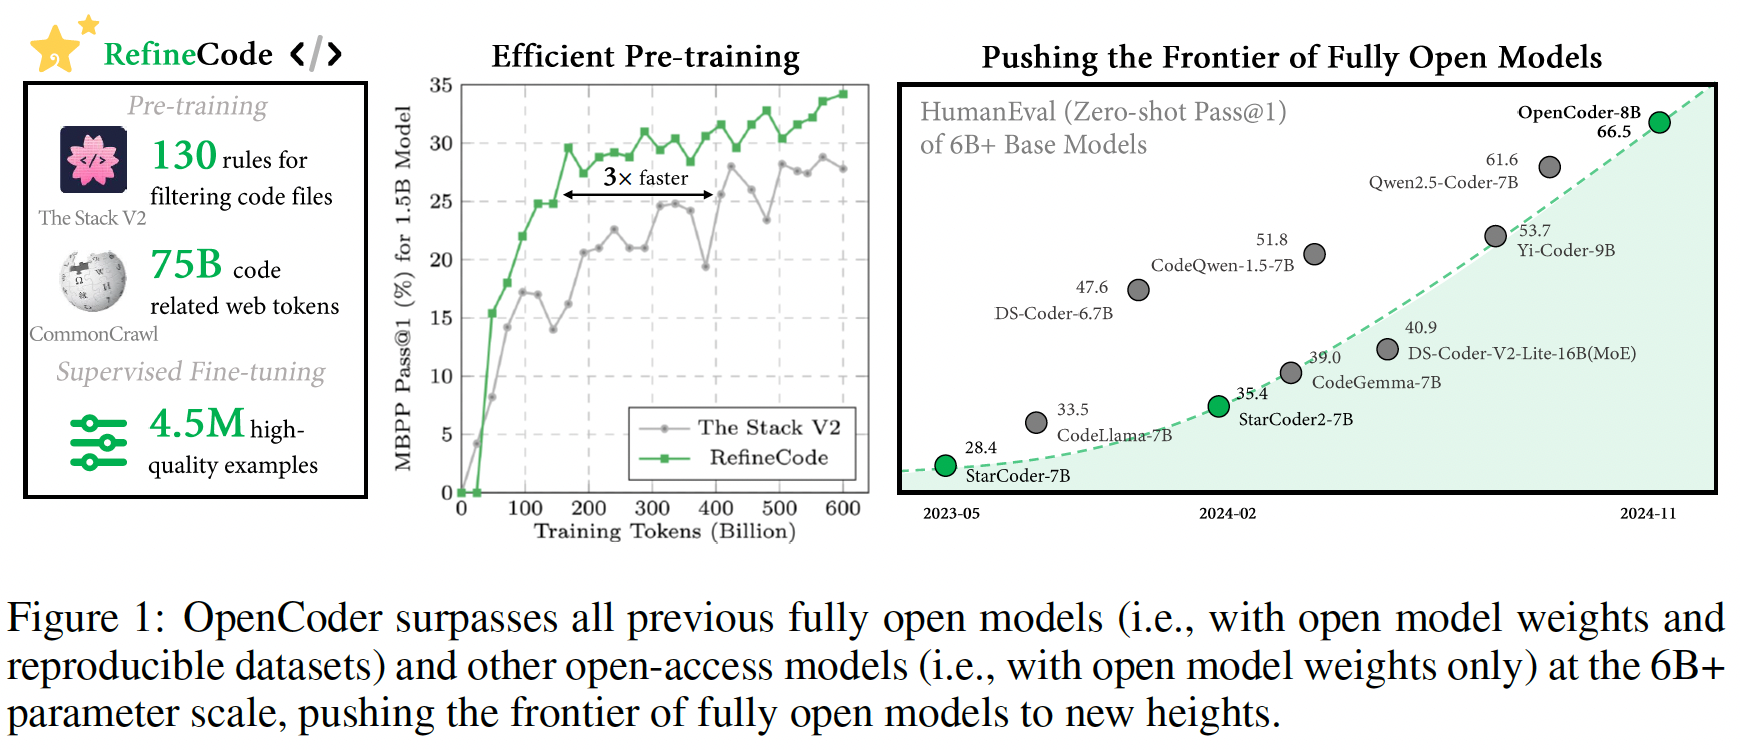 RefineCode </>
Pre-training
</>
130 rules for
filtering code files
The Stack V2
75B code
related web tokens
CommonCrawl
Supervised Fine-tuning
4.5M high-
quality examples
Efficient Pre-training
MBPP Pass@1 (%) for 1.5B Model
35
30
25
20
15
10
5
0
3× faster
The Stack V2
RefineCode
0 100 200 300 400 500 600
Training Tokens (Billion)
Pushing the Frontier of Fully Open Models
HumanEval (Zero-shot Pass@1)
of 6B+ Base Models
OpenCoder-8B
66.5
61.6
Qwen2.5-Coder-7B
53.7
Yi-Coder-9B
51.8
CodeQwen-1.5-7B
47.6
DS-Coder-6.7B
40.9
DS-Coder-V2-Lite-16B(MoE)
39.0
CodeGemma-7B
35.4
StarCoder2-7B
33.5
CodeLlama-7B
28.4
StarCoder-7B
2023-05 2024-02 2024-11
Figure 1: OpenCoder surpasses all previous fully open models (i.e., with open model weights and
reproducible datasets) and other open-access models (i.e., with open model weights only) at the 6B+
parameter scale, pushing the frontier of fully open models to new heights.